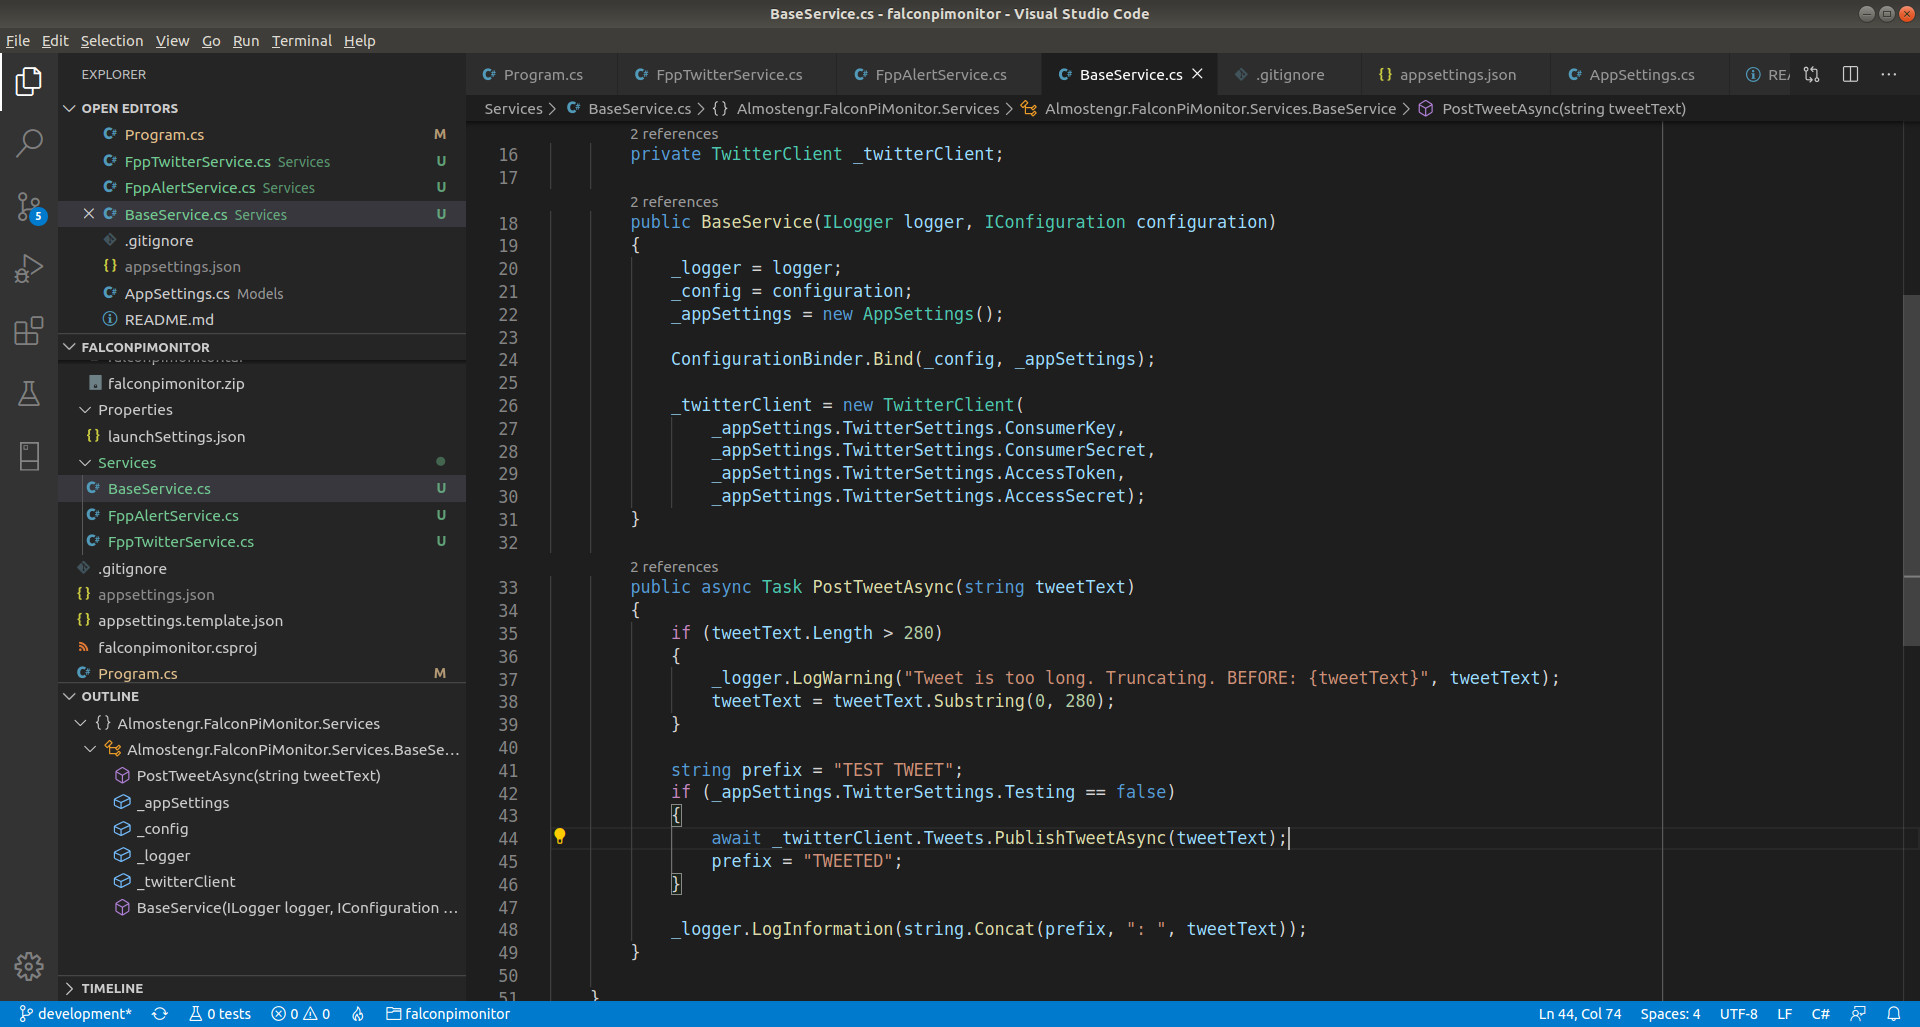 BaseService.cs - falconpimonitor - Visual Studio Code
File Edit Selection View Go Run Terminal Help
EXPLORER
OPEN EDITORS
Program.cs M
FppTwitterService.cs Services U
FppAlertService.cs Services U
BaseService.cs Services U
.gitignore
appsettings.json
AppSettings.cs Models
README.md
FALCONPIMONITOR
falconpimonitor.zip
Properties
launchSettings.json
Services
BaseService.cs U
FppAlertService.cs U
FppTwitterService.cs U
.gitignore
appsettings.json
appsettings.template.json
falconpimonitor.csproj
Program.cs M
OUTLINE
{} Almostengr.FalconPiMonitor.Services
Almostengr.FalconPiMonitor.Services.BaseSe...
PostTweetAsync(string tweetText)
_appSettings
_config
_logger
_twitterClient
BaseService(ILogger logger, IConfiguration ...
TIMELINE
5
Program.cs FppTwitterService.cs FppAlertService.cs BaseService.cs .gitignore {} appsettings.json AppSettings.cs REA
Services > BaseService.cs > {} Almostengr.FalconPiMonitor.Services > Almostengr.FalconPiMonitor.Services.BaseService > PostTweetAsync(string tweetText)
2 references
16 private TwitterClient _twitterClient;
17
2 references
18 public BaseService(ILogger logger, IConfiguration configuration)
19 {
20 _logger = logger;
21 _config = configuration;
22 _appSettings = new AppSettings();
23
24 ConfigurationBinder.Bind(_config, _appSettings);
25
26 _twitterClient = new TwitterClient(
27 _appSettings.TwitterSettings.ConsumerKey,
28 _appSettings.TwitterSettings.ConsumerSecret,
29 _appSettings.TwitterSettings.AccessToken,
30 _appSettings.TwitterSettings.AccessSecret);
31 }
32
2 references
33 public async Task PostTweetAsync(string tweetText)
34 {
35 if (tweetText.Length > 280)
36 {
37 _logger.LogWarning("Tweet is too long. Truncating. BEFORE: {tweetText}", tweetText);
38 tweetText = tweetText.Substring(0, 280);
39 }
40
41 string prefix = "TEST TWEET";
42 if (_appSettings.TwitterSettings.Testing == false)
43 {
44 await _twitterClient.Tweets.PublishTweetAsync(tweetText);
45 prefix = "TWEETED";
46 }
47
48 _logger.LogInformation(string.Concat(prefix, ": ", tweetText));
49 }
50
51 }
development* 0 tests 0 0 falconpimonitor Ln 44, Col 74 Spaces: 4 UTF-8 LF C#